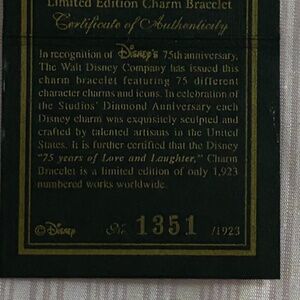 Limited Edition Charm Bracelet
Certificate of Authenticity
In recognition of Disney's 75th anniversary,
The Walt Disney Company has issued this
charm bracelet featuring 75 different
character charms and icons. In celebration of
the Studios' Diamond Anniversary each
Disney charm was exquisitely sculpted and
crafted by talented artisans in the United
States. It is further certified that the Disney
"75 years of Love and Laughter," Charm
Bracelet is a limited edition of only 1,923
numbered works worldwide.
© Disney No. 1351 /1923